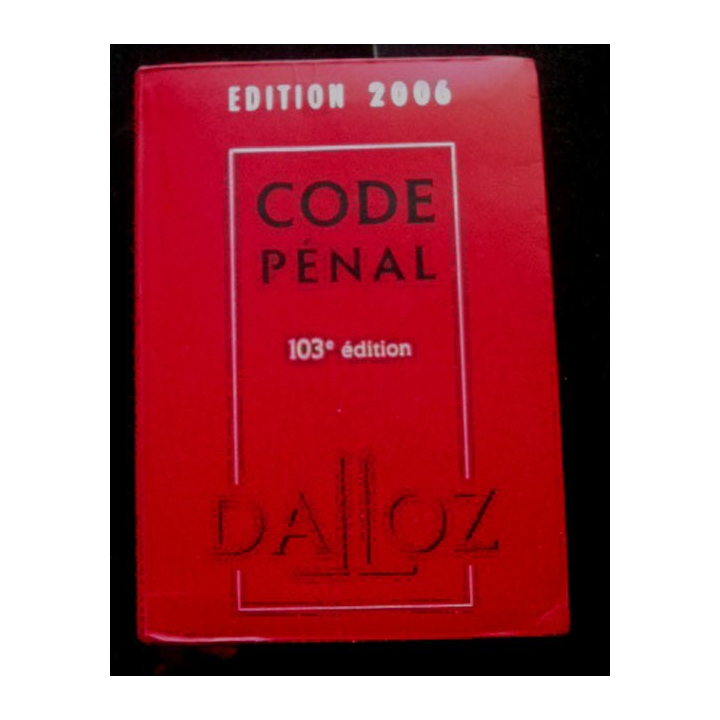 EDITION 2006
CODE
PÉNAL
103e édition
DALLOZ